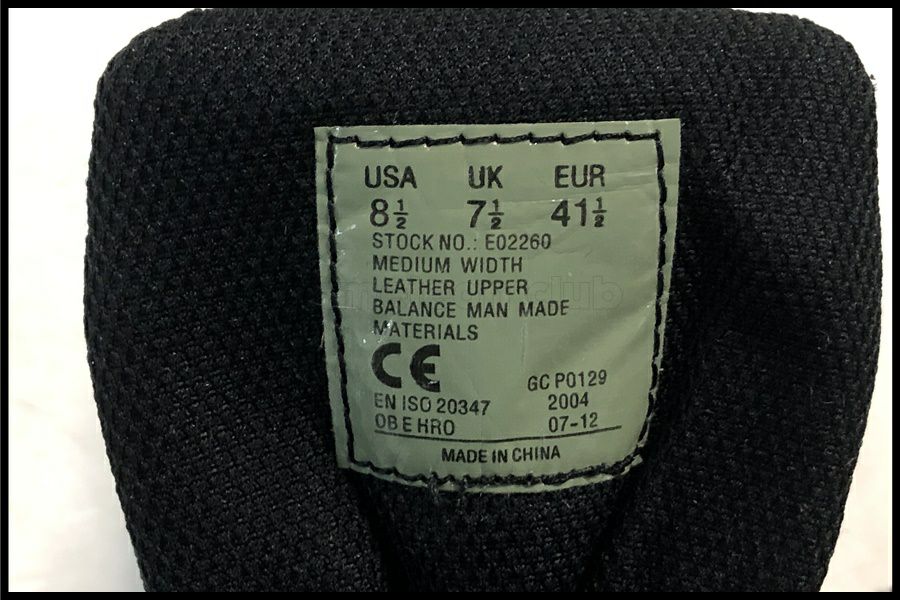 USA UK EUR
8½ 7½ 41½
STOCK NO.: E02260
MEDIUM WIDTH
LEATHER UPPER
BALANCE MAN MADE
MATERIALS
CE
GC P0129
EN ISO 20347 2004
OB E HRO 07-12
MADE IN CHINA
club